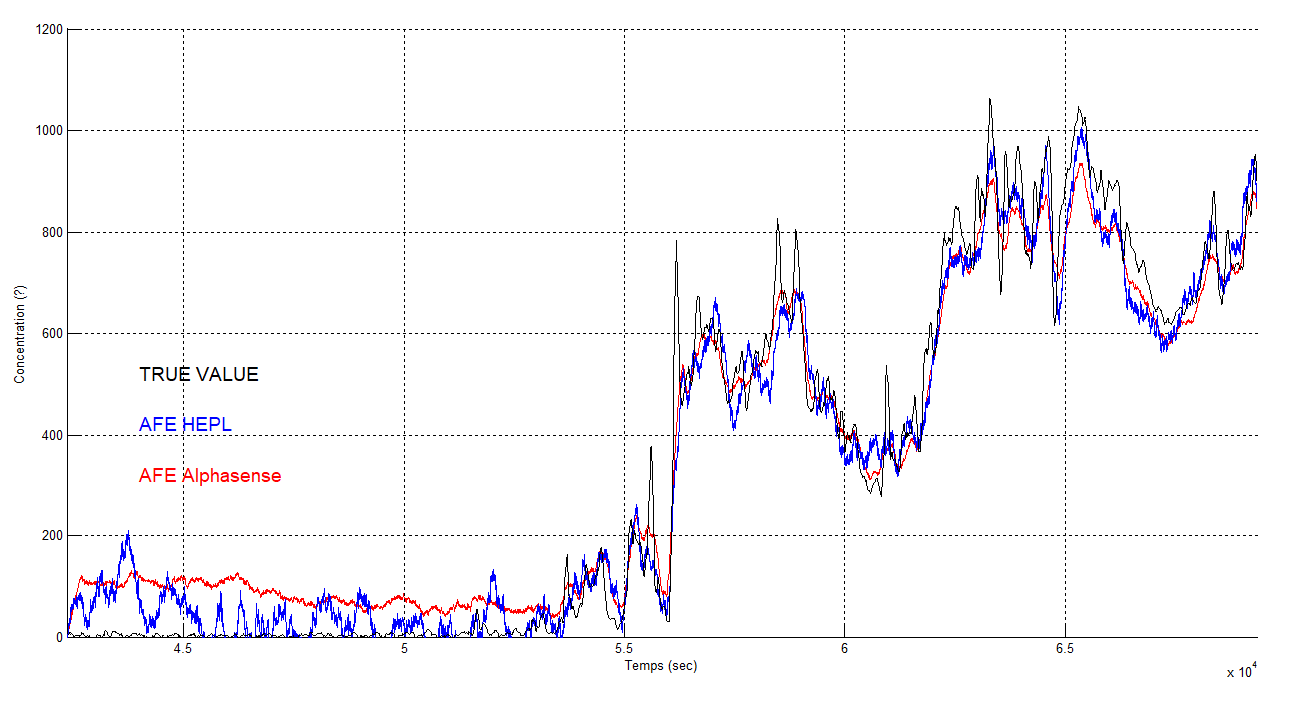 1200
1000
800
600
400
200
0
Concentration (?)
TRUE VALUE
AFE HEPL
AFE Alphasense
4.5
5
5.5
6
6.5
Temps (sec)
x 10^4